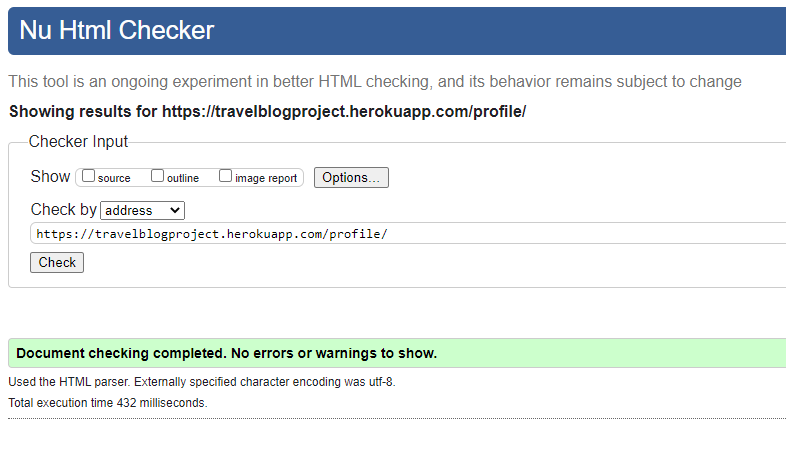 Nu Html Checker
This tool is an ongoing experiment in better HTML checking, and its behavior remains subject to change
Showing results for https://travelblogproject.herokuapp.com/profile/
Checker Input
Show source outline image report Options...
Check by address
https://travelblogproject.herokuapp.com/profile/
Check
Document checking completed. No errors or warnings to show.
Used the HTML parser. Externally specified character encoding was utf-8.
Total execution time 432 milliseconds.